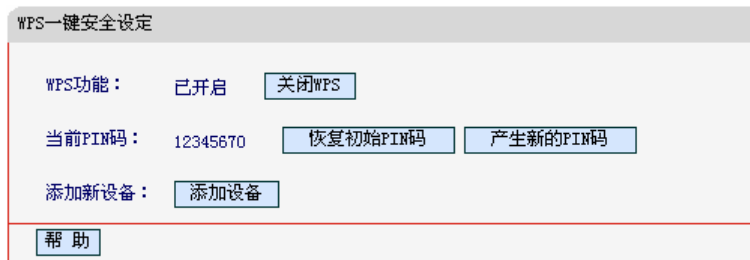 WPS一键安全设定
WPS功能： 已开启 关闭WPS
当前PIN码： 12345670 恢复初始PIN码 产生新的PIN码
添加新设备： 添加设备
帮 助